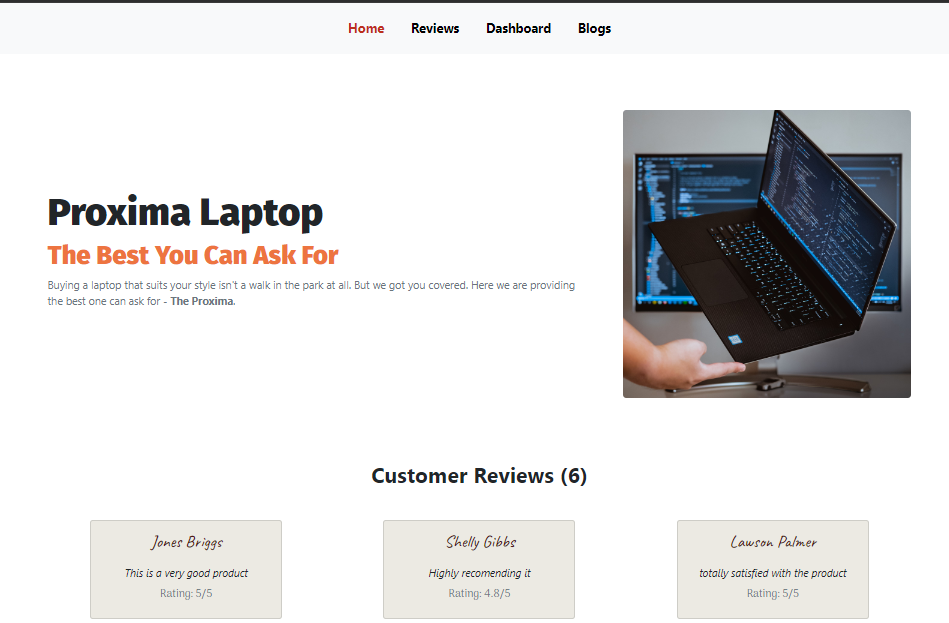 Home Reviews Dashboard Blogs
Proxima Laptop
The Best You Can Ask For
Buying a laptop that suits your style isn't a walk in the park at all. But we got you covered. Here we are providing
the best one can ask for - The Proxima.
Customer Reviews (6)
Jones Briggs
This is a very good product
Rating: 5/5
Shelly Gibbs
Highly recomending it
Rating: 4.8/5
Lawson Palmer
totally satisfied with the product
Rating: 5/5